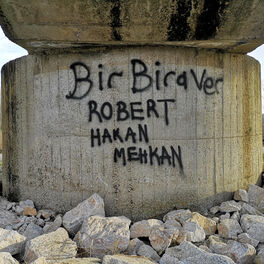 Bir Bira Ver
ROBERT
HAKAN
MEHKAN